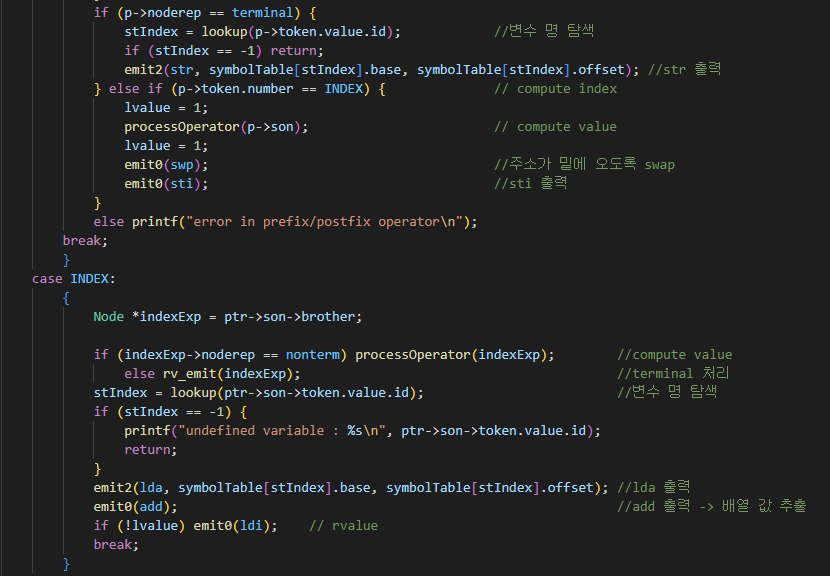 if (p->noderep == terminal) {
stIndex = lookup(p->token.value.id); //변수 명 탐색
if (stIndex == -1) return;
emit2(str, symbolTable[stIndex].base, symbolTable[stIndex].offset); //str 출력
} else if (p->token.number == INDEX) { // compute index
lvalue = 1;
processOperator(p->son); // compute value
lvalue = 1;
emit0(swp); //주소가 밑에 오도록 swap
emit0(sti); //sti 출력
}
else printf("error in prefix/postfix operator\n");
break;
}
case INDEX:
{
Node *indexExp = ptr->son->brother;
if (indexExp->noderep == nonterm) processOperator(indexExp); //compute value
else rv_emit(indexExp); //terminal 처리
stIndex = lookup(ptr->son->token.value.id); //변수 명 탐색
if (stIndex == -1) {
printf("undefined variable : %s\n", ptr->son->token.value.id);
return;
}
emit2(lda, symbolTable[stIndex].base, symbolTable[stIndex].offset); //lda 출력
emit0(add); //add 출력 -> 배열 값 추출
if (!lvalue) emit0(ldi); // rvalue
break;
}